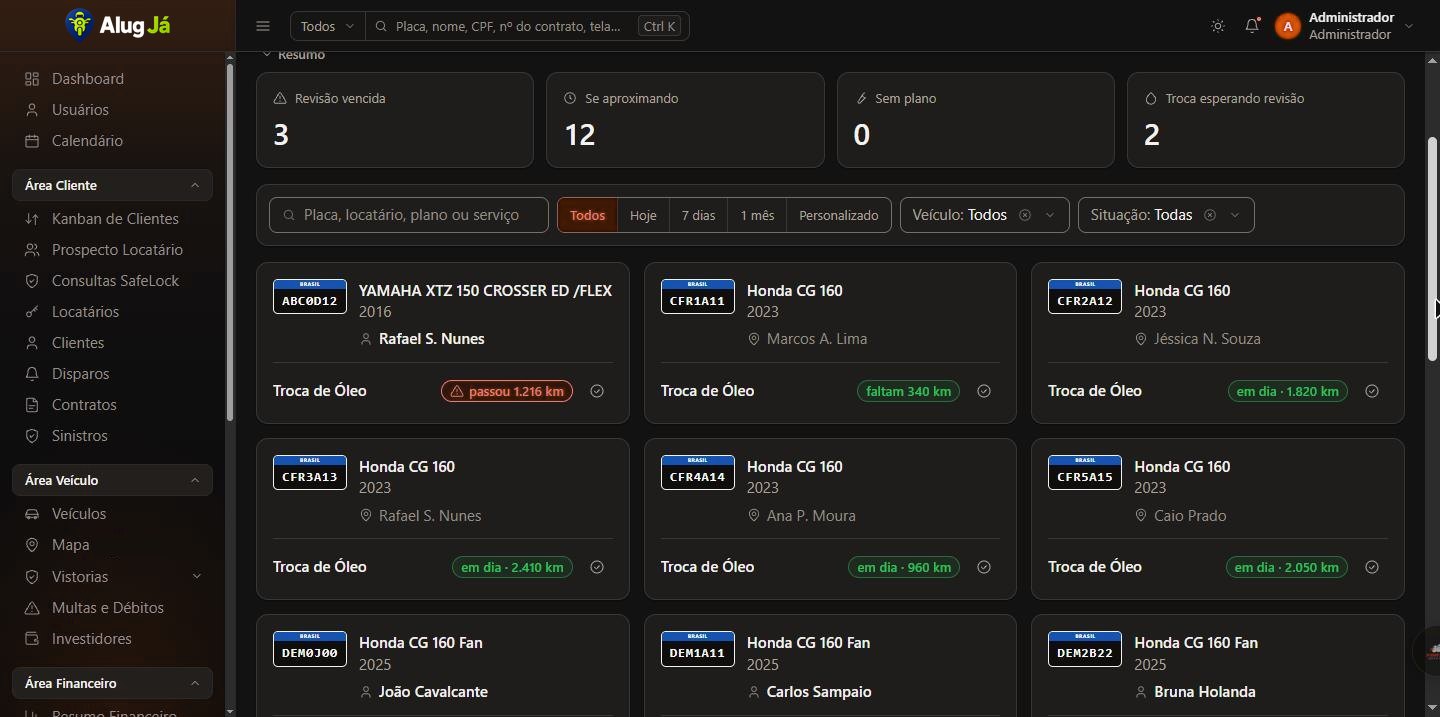 AlugJá
Todos
Placa, nome, CPF, nº do contrato, tela...
Ctrl K
A
Administrador
Administrador
Dashboard
Usuários
Calendário
Área Cliente
Kanban de Clientes
Prospecto Locatário
Consultas SafeLock
Locatários
Clientes
Disparos
Contratos
Sinistros
Área Veículo
Veículos
Mapa
Vistorias
Multas e Débitos
Investidores
Área Financeiro
Resumo Financeiro
Resumo
Revisão vencida
3
Se aproximando
12
Sem plano
0
Troca esperando revisão
2
Placa, locatário, plano ou serviço
Todos
Hoje
7 dias
1 mês
Personalizado
Veículo: Todos
Situação: Todas
BRASIL
ABC0D12
YAMAHA XTZ 150 CROSSER ED /FLEX
2016
Rafael S. Nunes
Troca de Óleo
passou 1.216 km
BRASIL
CFR1A11
Honda CG 160
2023
Marcos A. Lima
Troca de Óleo
faltam 340 km
BRASIL
CFR2A12
Honda CG 160
2023
Jéssica N. Souza
Troca de Óleo
em dia · 1.820 km
BRASIL
CFR3A13
Honda CG 160
2023
Rafael S. Nunes
Troca de Óleo
em dia · 2.410 km
BRASIL
CFR4A14
Honda CG 160
2023
Ana P. Moura
Troca de Óleo
em dia · 960 km
BRASIL
CFR5A15
Honda CG 160
2023
Caio Prado
Troca de Óleo
em dia · 2.050 km
BRASIL
DEM0J00
Honda CG 160 Fan
2025
João Cavalcante
BRASIL
DEM1A11
Honda CG 160 Fan
2025
Carlos Sampaio
BRASIL
DEM2B22
Honda CG 160 Fan
2025
Bruna Holanda